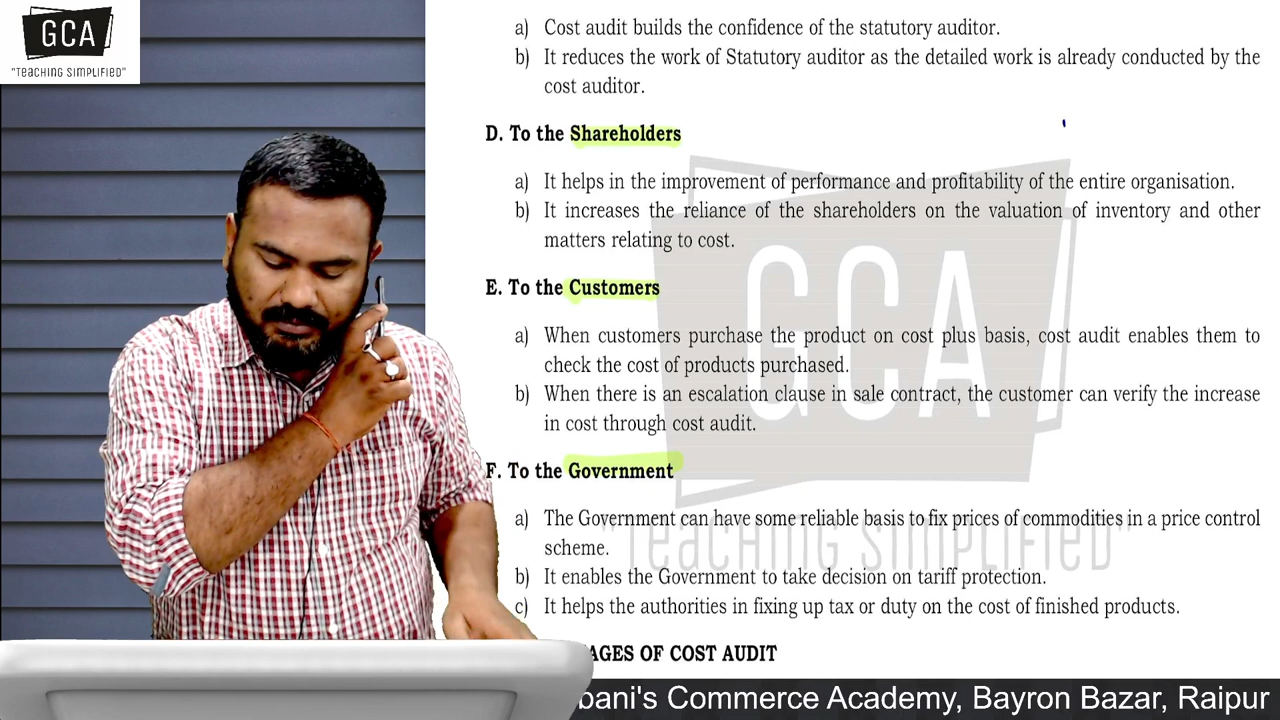 GCA
"TEACHING SIMPLIFIED"
a) Cost audit builds the confidence of the statutory auditor.
b) It reduces the work of Statutory auditor as the detailed work is already conducted by the
cost auditor.
D. To the Shareholders
a) It helps in the improvement of performance and profitability of the entire organisation.
b) It increases the reliance of the shareholders on the valuation of inventory and other
matters relating to cost.
E. To the Customers
a) When customers purchase the product on cost plus basis, cost audit enables them to
check the cost of products purchased.
b) When there is an escalation clause in sale contract, the customer can verify the increase
in cost through cost audit.
F. To the Government
a) The Government can have some reliable basis to fix prices of commodities in a price control
scheme.
b) It enables the Government to take decision on tariff protection.
c) It helps the authorities in fixing up tax or duty on the cost of finished products.
AGES OF COST AUDIT
GCA
"TEACHING SIMPLIFIED"
bani's Commerce Academy, Bayron Bazar, Raipur